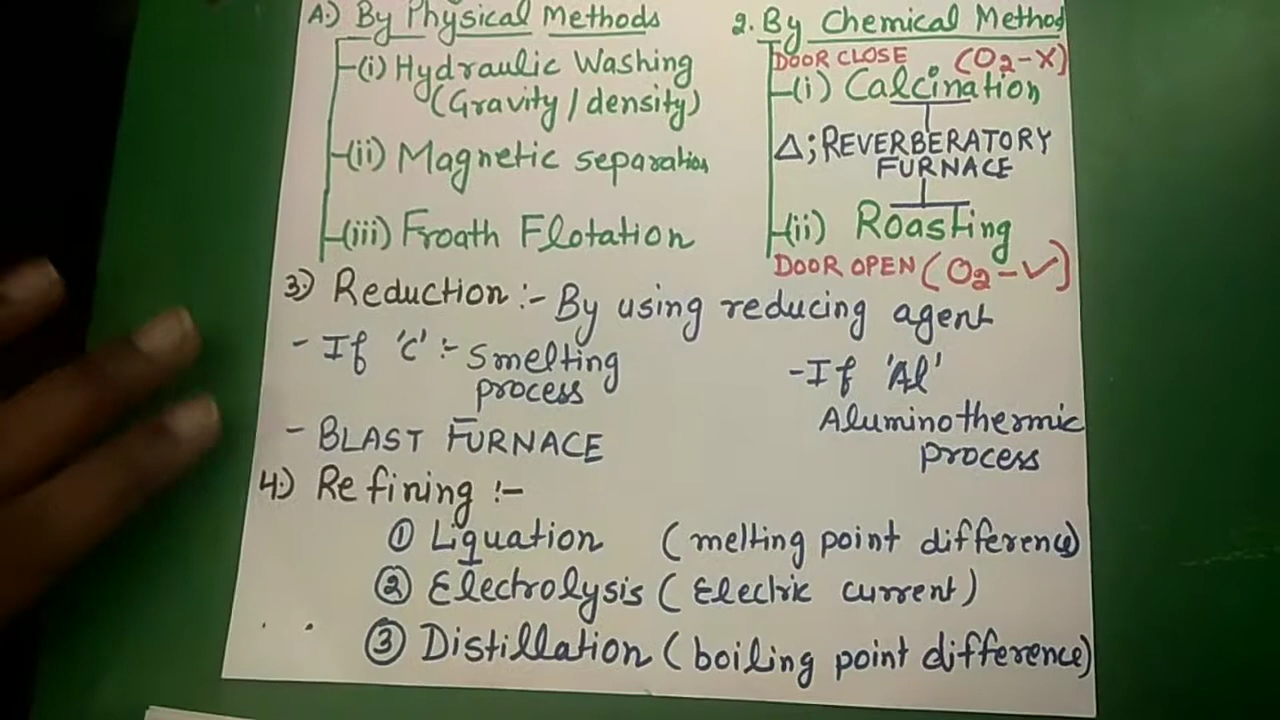 A.) By Physical Methods
(i) Hydraulic Washing
(Gravity / density)
(ii) Magnetic separation
(iii) Froath Flotation
2. By Chemical Method
DOOR CLOSE (O2-X)
(i) Calcination
Δ; REVERBERATORY
FURNACE
(ii) Roasting
DOOR OPEN (O2-✓)
3.) Reduction :- By using reducing agent
- If 'C' :- Smelting
process
- BLAST FURNACE
- If 'Al'
Aluminothermic
process
4.) Refining :-
① Liquation (melting point difference)
② Electrolysis (Electric current)
③ Distillation (boiling point difference)